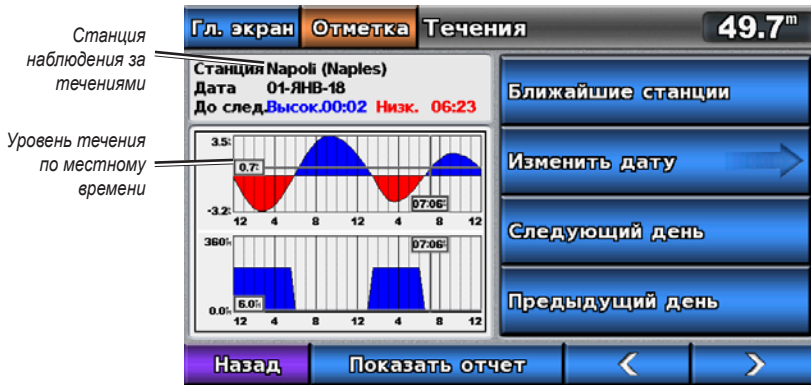 Станция
наблюдения за
течениями
Уровень течения
по местному
времени
Гл. экран Отметка Течения 49.7m
Станция Napoli (Naples)
Дата 01-ЯНВ-18
До след.Высок.00:02 Низк. 06:23
3.5
0.7
-3.2
07:06
12 4 8 12 4 8 12
360
07:06
0.0
6.0
12 4 8 12 4 8 12
Ближайшие станции
Изменить дату
Следующий день
Предыдущий день
Назад Показать отчет < >